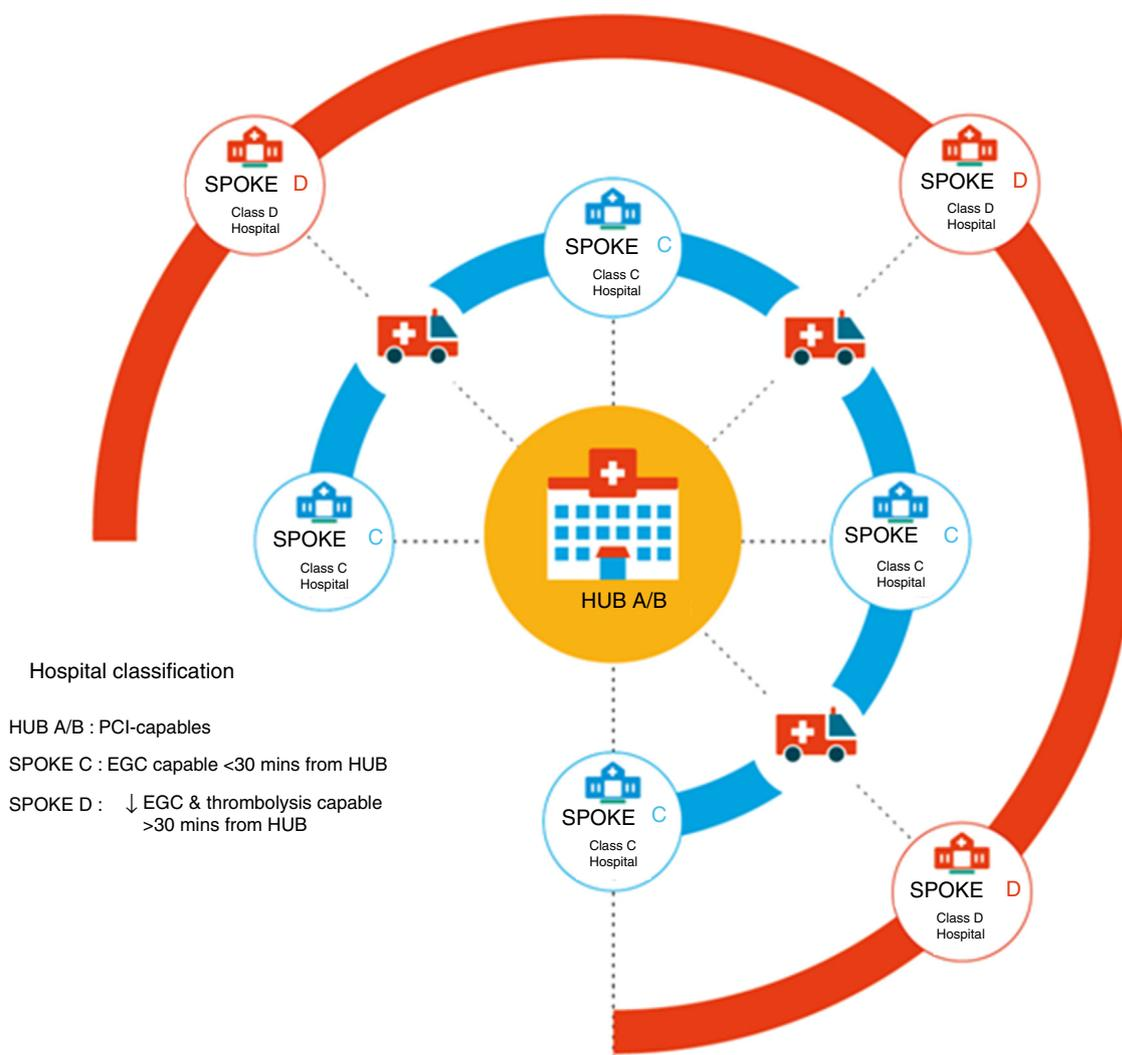 SPOKE D
Class D
Hospital
SPOKE D
Class D
Hospital
SPOKE C
Class C
Hospital
SPOKE C
Class C
Hospital
HUB A/B
SPOKE C
Class C
Hospital
Hospital classification
HUB A/B : PCI-capables
SPOKE C : EGC capable <30 mins from HUB
SPOKE D : ↓ EGC & thrombolysis capable
>30 mins from HUB
SPOKE C
Class C
Hospital
SPOKE D
Class D
Hospital